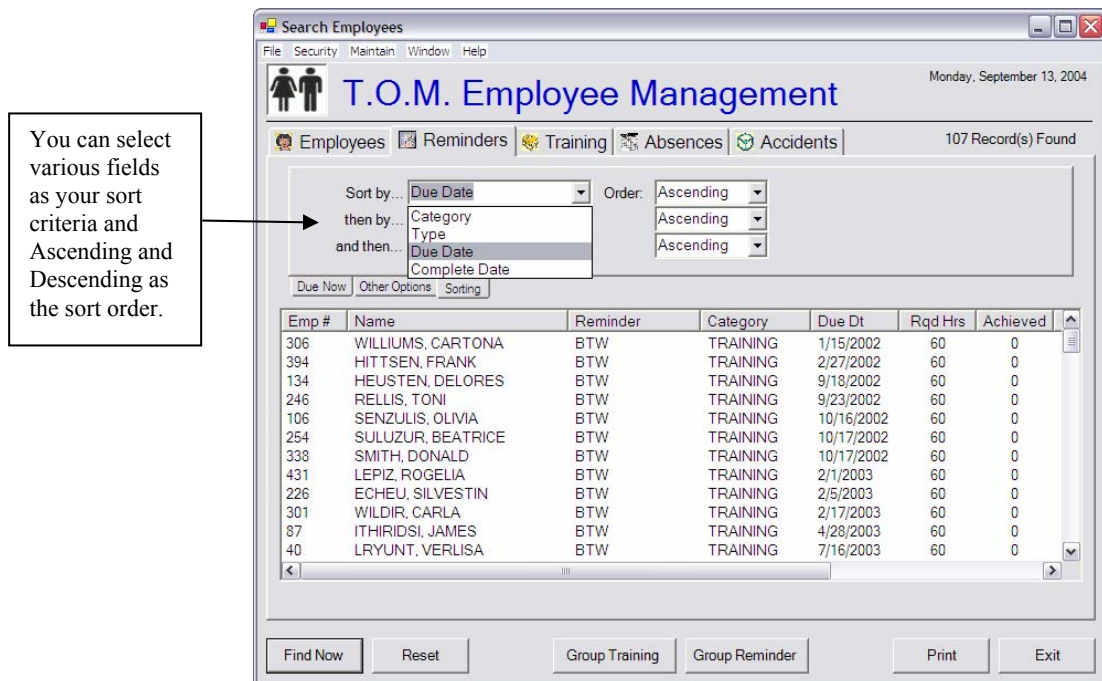 Search Employees
File Security Maintain Window Help
T.O.M. Employee Management
Monday, September 13, 2004
Employees Reminders Training Absences Accidents
107 Record(s) Found
You can select
various fields
as your sort
criteria and
Ascending and
Descending as
the sort order.
Sort by... Due Date Order: Ascending
then by... Ascending
and then... Ascending
Category
Type
Due Date
Complete Date
Due Now Other Options Sorting
Emp # Name Reminder Category Due Dt Rqd Hrs Achieved
306 WILLIUMS, CARTONA BTW TRAINING 1/15/2002 60 0
394 HITTSEN, FRANK BTW TRAINING 2/27/2002 60 0
134 HEUSTEN, DELORES BTW TRAINING 9/18/2002 60 0
246 RELLIS, TONI BTW TRAINING 9/23/2002 60 0
106 SENZULIS, OLIVIA BTW TRAINING 10/16/2002 60 0
254 SULUZUR, BEATRICE BTW TRAINING 10/17/2002 60 0
338 SMITH, DONALD BTW TRAINING 10/17/2002 60 0
431 LEPIZ, ROGELIA BTW TRAINING 2/1/2003 60 0
226 ECHEU, SILVESTIN BTW TRAINING 2/5/2003 60 0
301 WILDIR, CARLA BTW TRAINING 2/17/2003 60 0
87 ITHIRIDSI, JAMES BTW TRAINING 4/28/2003 60 0
40 LRYUNT, VERLISA BTW TRAINING 7/16/2003 60 0
Find Now Reset Group Training Group Reminder Print Exit